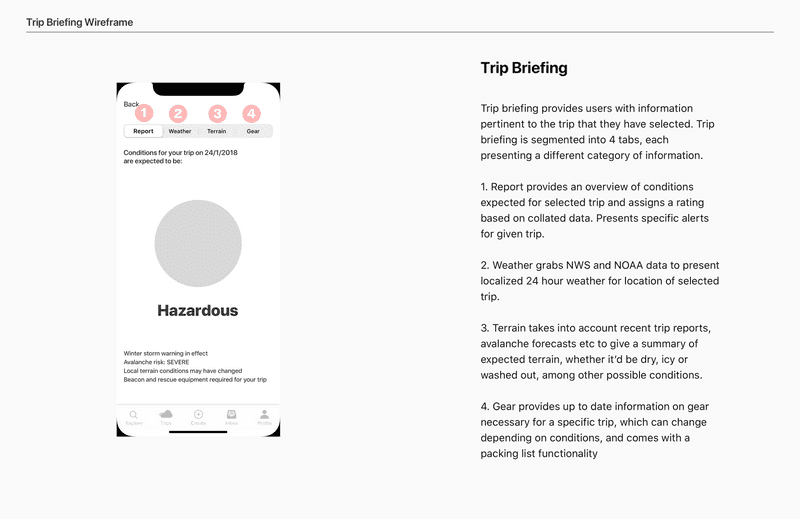 Trip Briefing Wireframe
Back
1 2 3 4
Report Weather Terrain Gear
Conditions for your trip on 24/1/2018
are expected to be:
Hazardous
Winter storm warning in effect
Avalanche risk: SEVERE
Local terrain conditions may have changed
Beacon and rescue equipment required for your trip
Explore Trips Create Inbox Profile
Trip Briefing
Trip briefing provides users with information
pertinent to the trip that they have selected. Trip
briefing is segmented into 4 tabs, each
presenting a different category of information.
1. Report provides an overview of conditions
expected for selected trip and assigns a rating
based on collated data. Presents specific alerts
for given trip.
2. Weather grabs NWS and NOAA data to present
localized 24 hour weather for location of selected
trip.
3. Terrain takes into account recent trip reports,
avalanche forecasts etc to give a summary of
expected terrain, whether it'd be dry, icy or
washed out, among other possible conditions.
4. Gear provides up to date information on gear
necessary for a specific trip, which can change
depending on conditions, and comes with a
packing list functionality